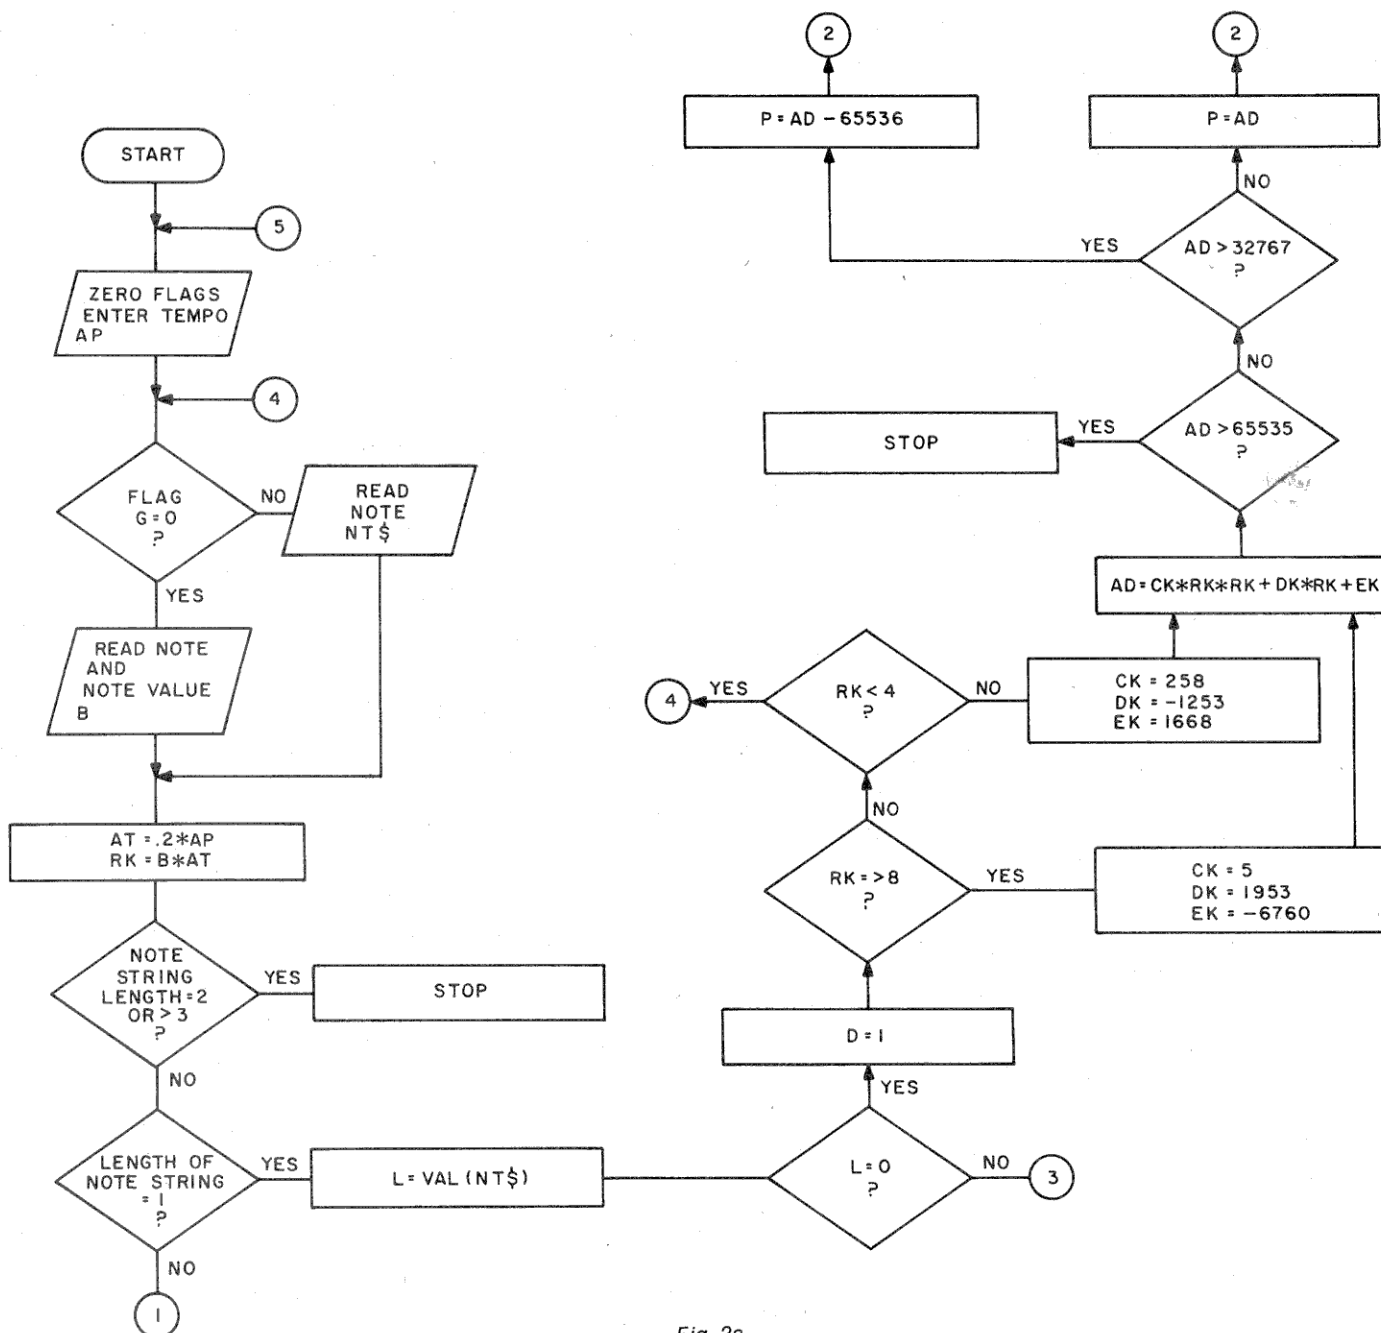 START
5
ZERO FLAGS
ENTER TEMPO
AP
4
FLAG
G=0
?
NO
READ
NOTE
NT$
YES
READ NOTE
AND
NOTE VALUE
B
AT=.2*AP
RK=B*AT
NOTE
STRING
LENGTH=2
OR>3
?
YES
STOP
NO
LENGTH OF
NOTE STRING
=1
?
YES
L=VAL(NT$)
NO
1
2
P=AD-65536
2
P=AD
NO
YES
AD>32767
?
NO
STOP
YES
AD>65535
?
AD=CK*RK*RK+DK*RK+EK
4
YES
RK<4
?
NO
CK = 258
DK = -1253
EK = 1668
NO
RK=>8
?
YES
CK = 5
DK = 1953
EK = -6760
D=1
YES
L=0
?
NO
3